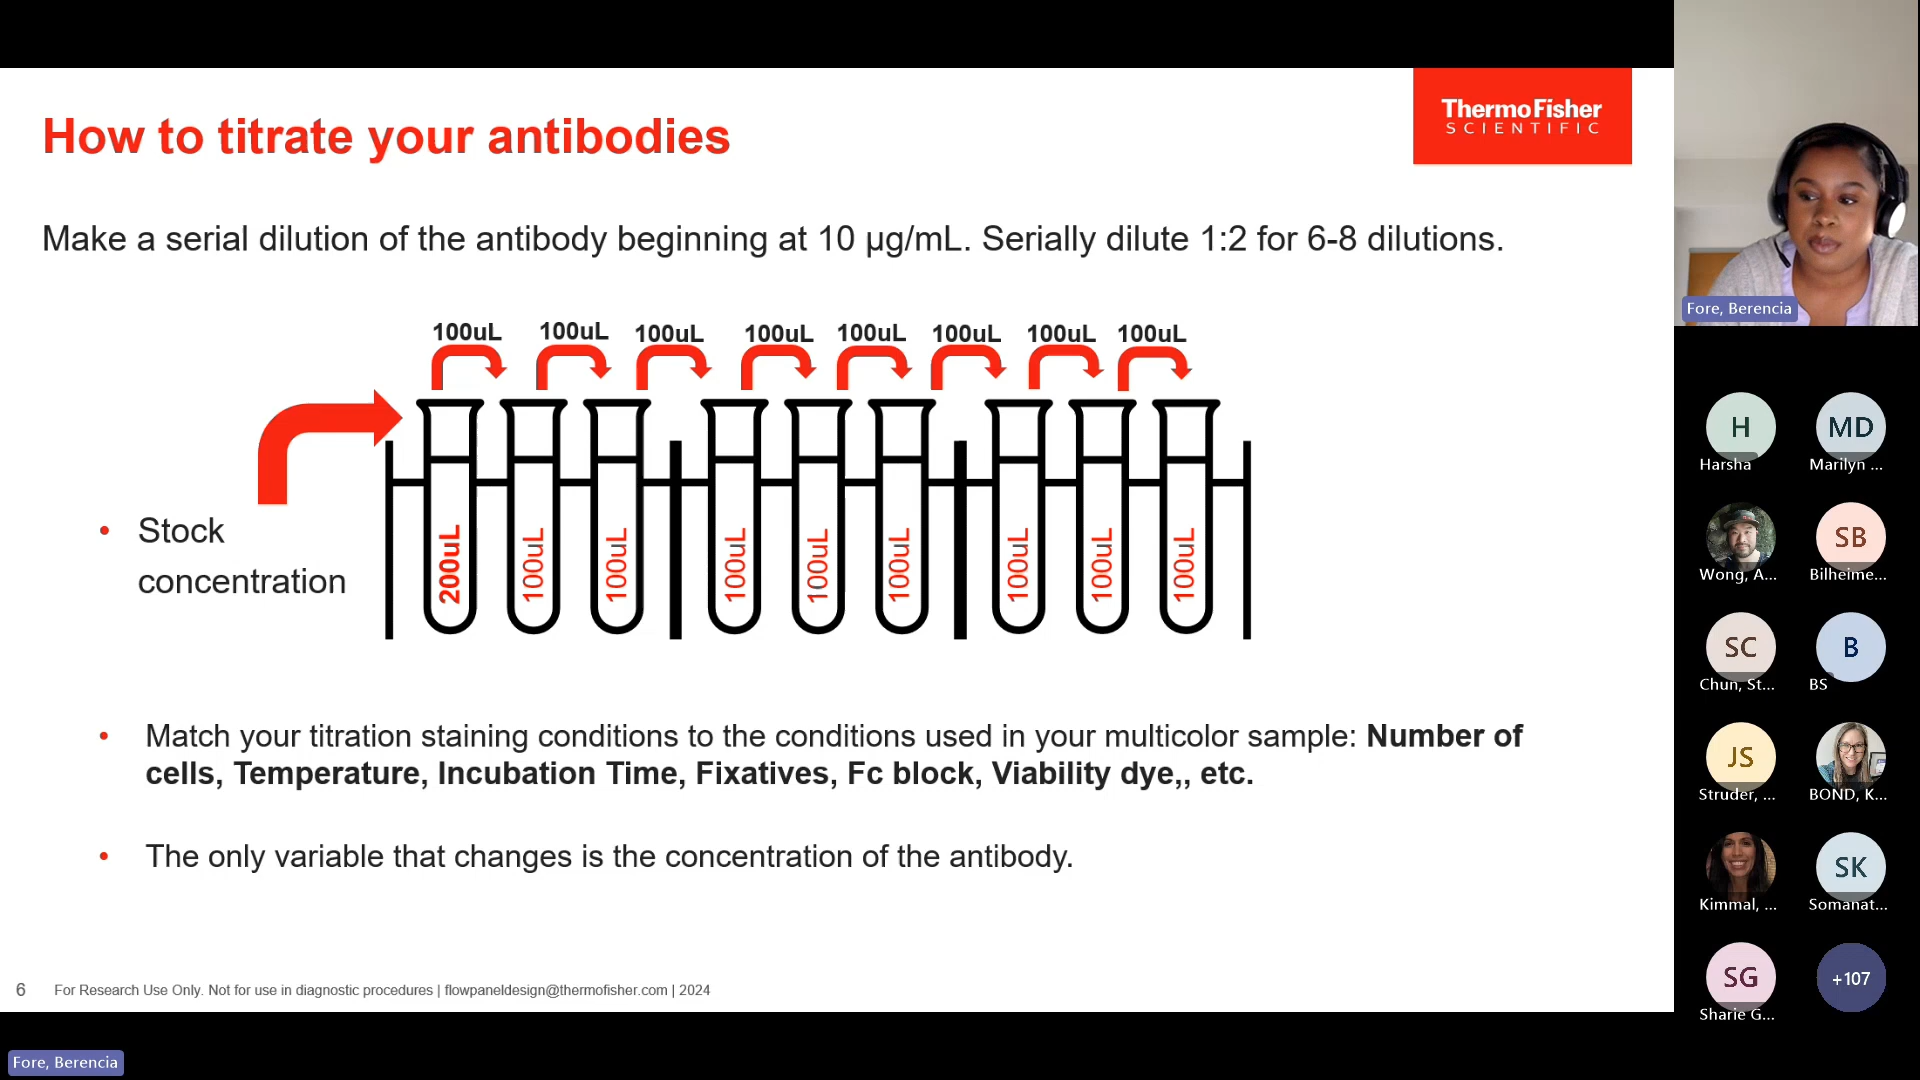 ThermoFisher
SCIENTIFIC
How to titrate your antibodies
Make a serial dilution of the antibody beginning at 10 µg/mL. Serially dilute 1:2 for 6-8 dilutions.
100uL 100uL 100uL 100uL 100uL 100uL 100uL 100uL
200uL 100uL 100uL 100uL 100uL 100uL 100uL 100uL 100uL
• Stock
concentration
• Match your titration staining conditions to the conditions used in your multicolor sample: Number of
cells, Temperature, Incubation Time, Fixatives, Fc block, Viability dye,, etc.
• The only variable that changes is the concentration of the antibody.
6 For Research Use Only. Not for use in diagnostic procedures | flowpaneldesign@thermofisher.com | 2024
Fore, Berencia
Fore, Berencia
H MD
Harsha Marilyn ...
SB
Wong, A... Bilheime...
SC B
Chun, St... BS
JS
Struder, ... BOND, K...
SK
Kimmal, ... Somanat...
SG +107
Sharie G...